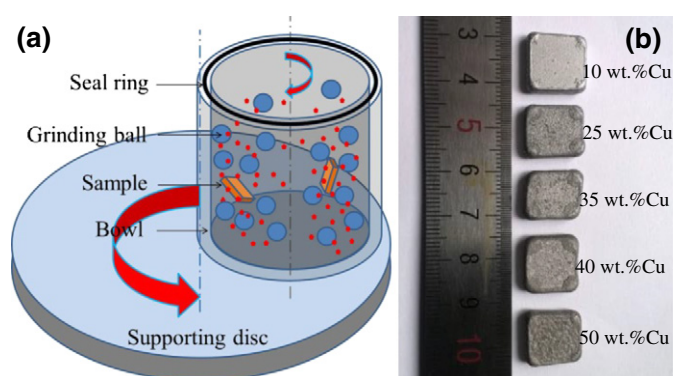 (a)
Seal ring
Grinding ball
Sample
Bowl
Supporting disc
(b)
3
4
5
6
7
8
9
10
10 wt.%Cu
25 wt.%Cu
35 wt.%Cu
40 wt.%Cu
50 wt.%Cu